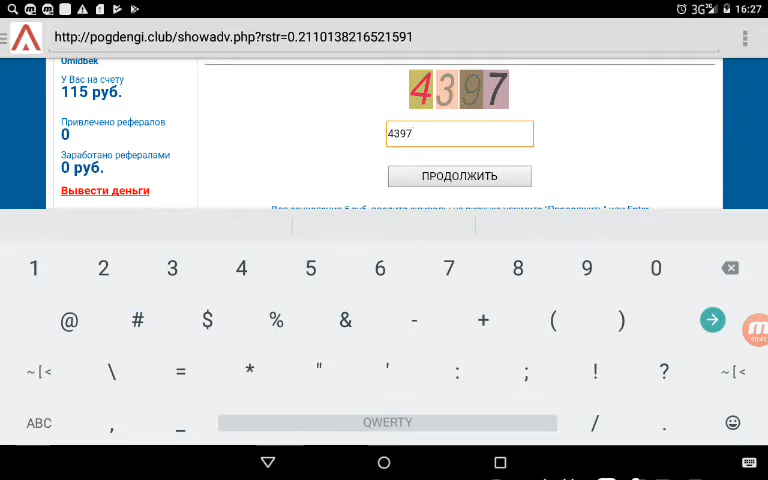 3G 36 16:27
http://pogdengi.club/showadv.php?rstr=0.2110138216521591
Umidbek
У Вас на счету
115 руб.
Привлечено рефералов
0
Заработано рефералами
0 руб.
Вывести деньги
4397
4397
ПРОДОЛЖИТЬ
1 2 3 4 5 6 7 8 9 0
@ # $ % & - + ( )
~[< \ = * " ' : ; ! ? ~[<
ABC , _ QWERTY / .